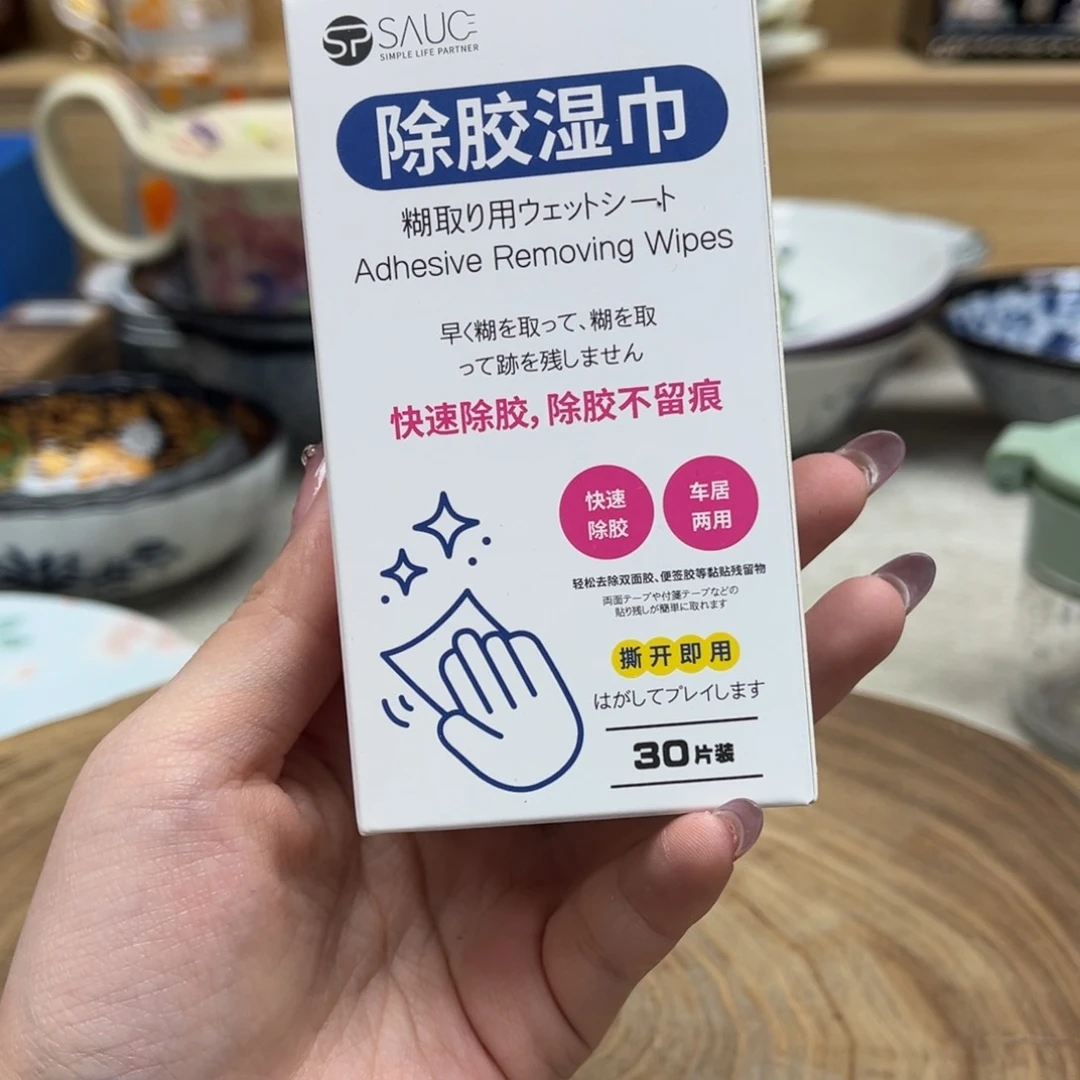 SP SAUCE
SIMPLE LIFE PARTNER
除胶湿巾
糊取り用ウェットシート
Adhesive Removing Wipes
早く糊を取って、糊を取
って跡を残しません
快速除胶,除胶不留痕
快速
除胶
车居
两用
轻松去除双面胶、便签胶等黏贴残留物
両面テープや付箋テープなどの
貼り残しが簡単に取れます
撕开即用
はがしてプレイします
30片装